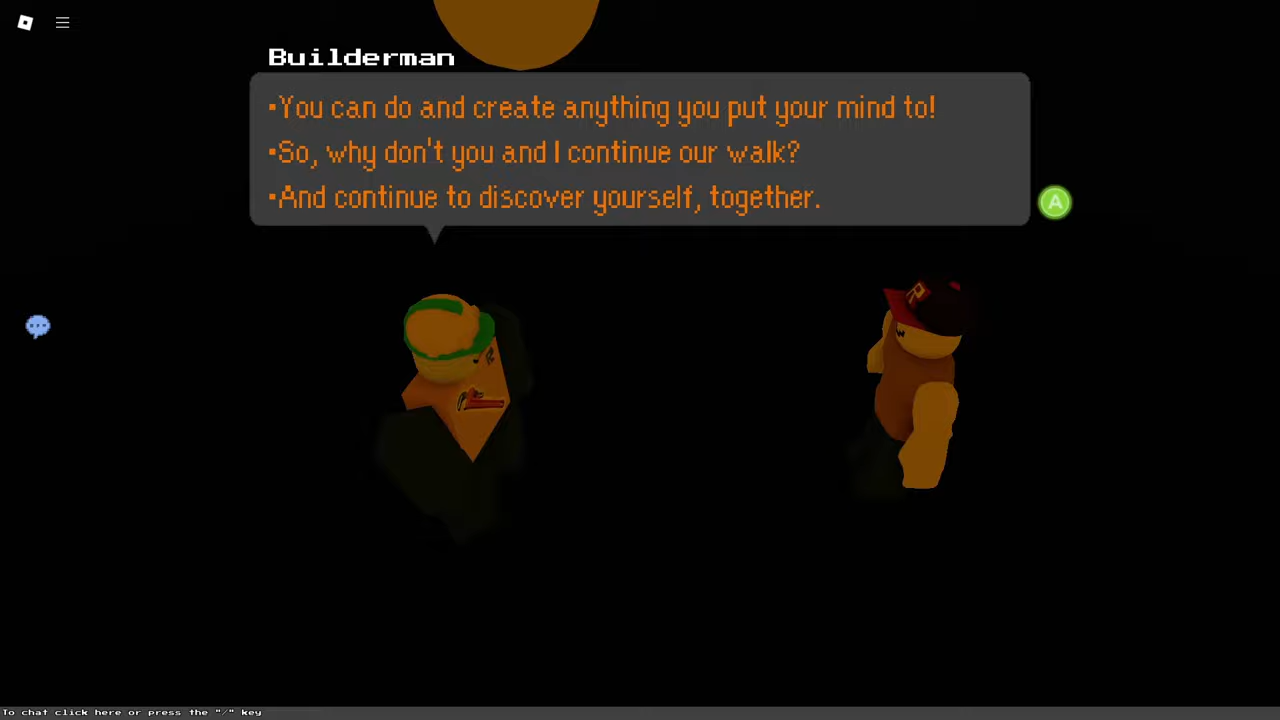 Builderman
•You can do and create anything you put your mind to!
•So, why don't you and I continue our walk?
•And continue to discover yourself, together.
A
R
To chat click here or press the "/" key